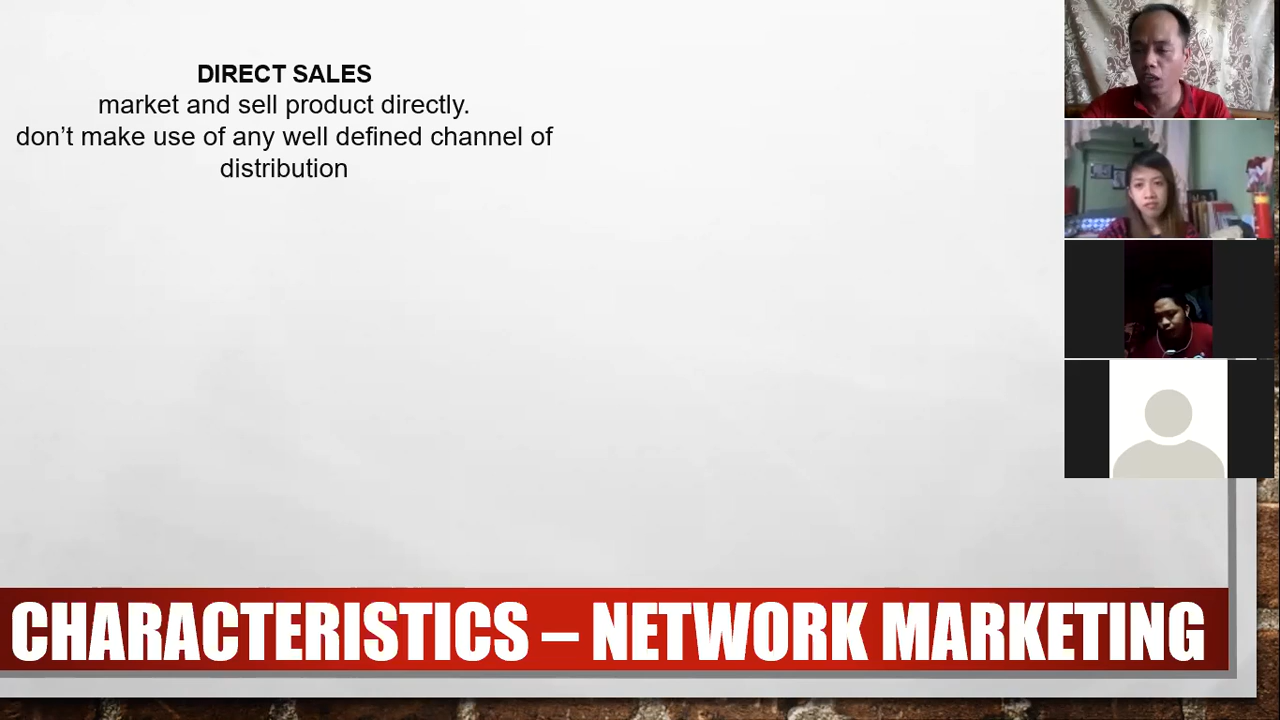 DIRECT SALES
market and sell product directly.
don’t make use of any well defined channel of
distribution
CHARACTERISTICS – NETWORK MARKETING